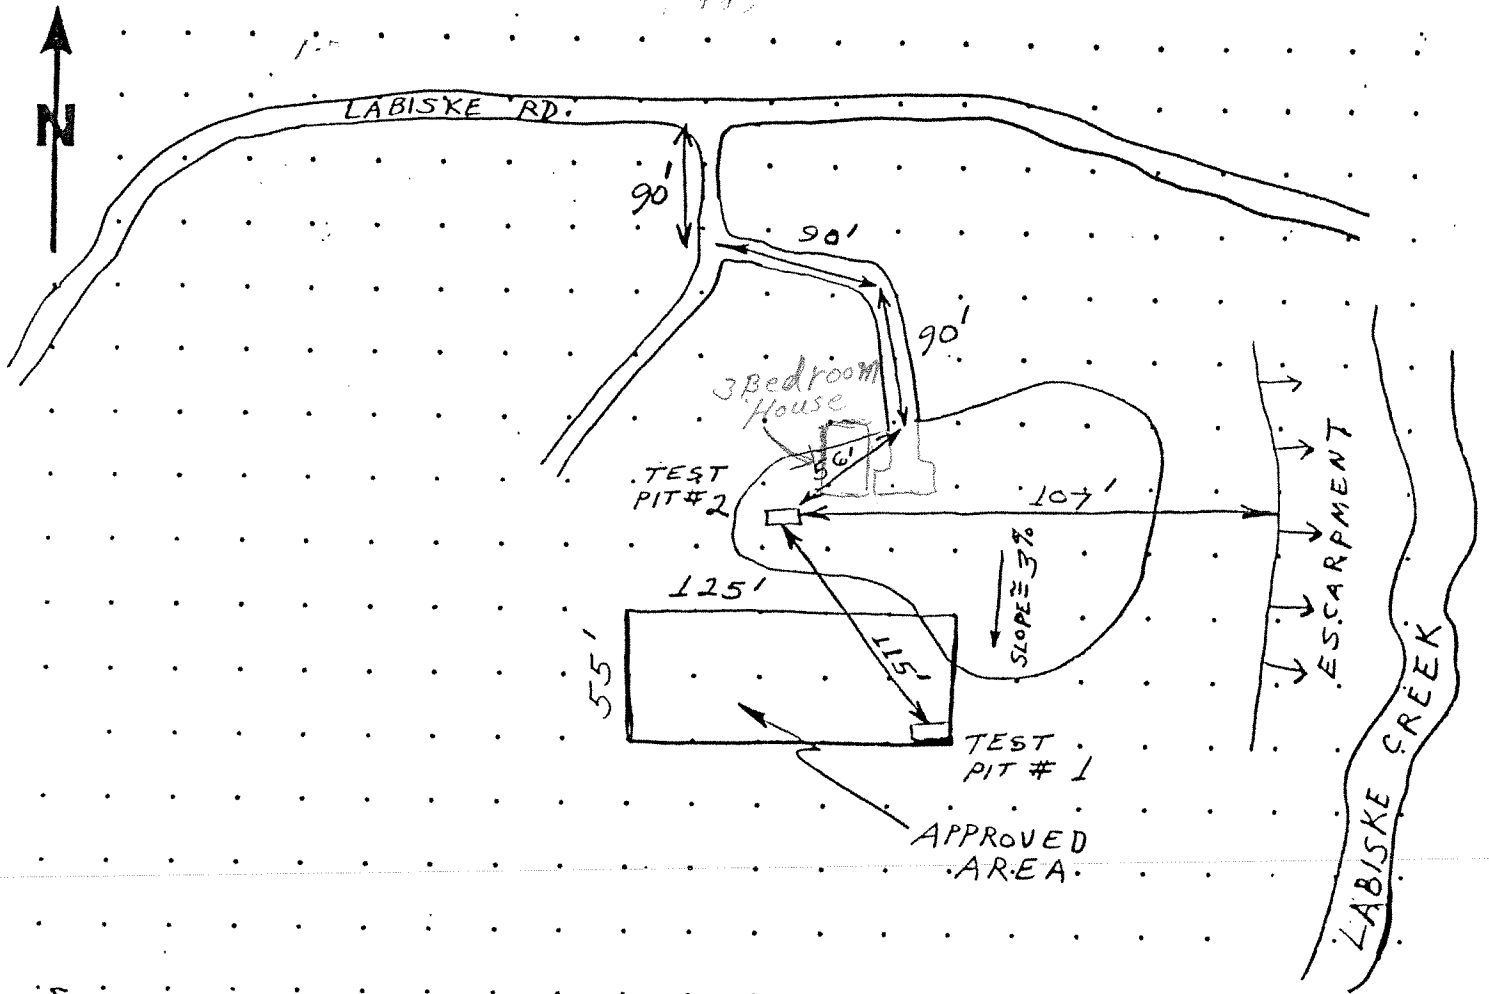 N
LABISKE RD.
90'
90'
90'
3 Bedroom
House
56'
TEST
PIT # 2
107'
SLOPE ≅ 3%
ESCARPMENT
125'
55'
115'
TEST
PIT # 1
APPROVED
AREA
LABISKE CREEK